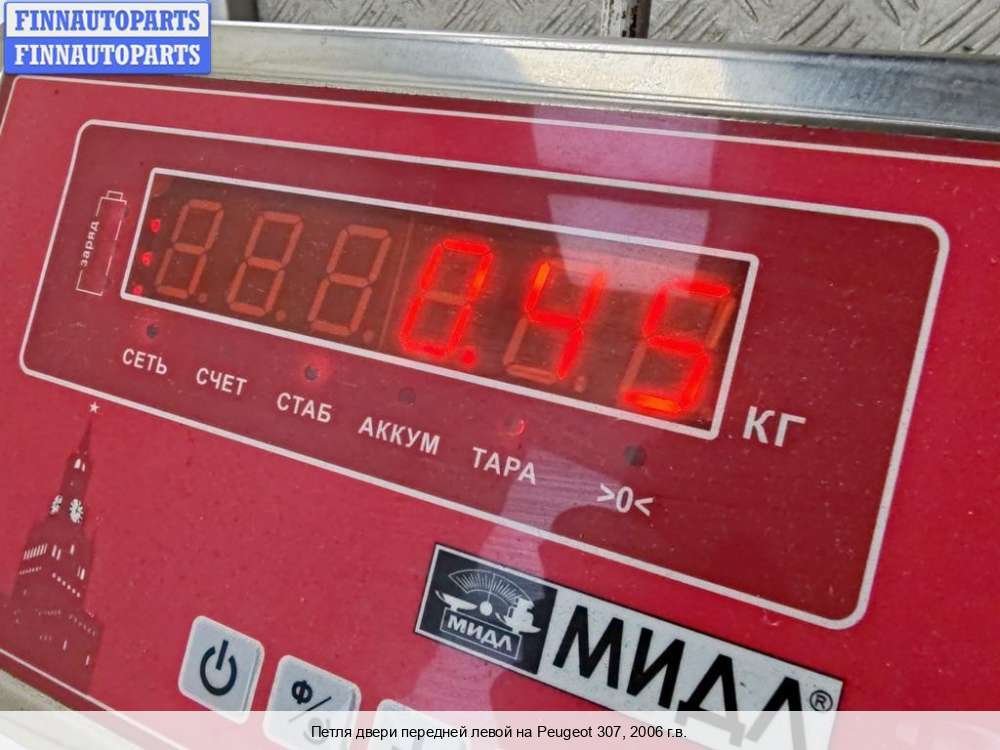 FINNAUTOPARTS
FINNAUTOPARTS
заряд
0.45
КГ
СЕТЬ
СЧЕТ
СТАБ
АККУМ
ТАРА
>0<
МИДЛ
МИДЛ®
Петля двери передней левой на Peugeot 307, 2006 г.в.